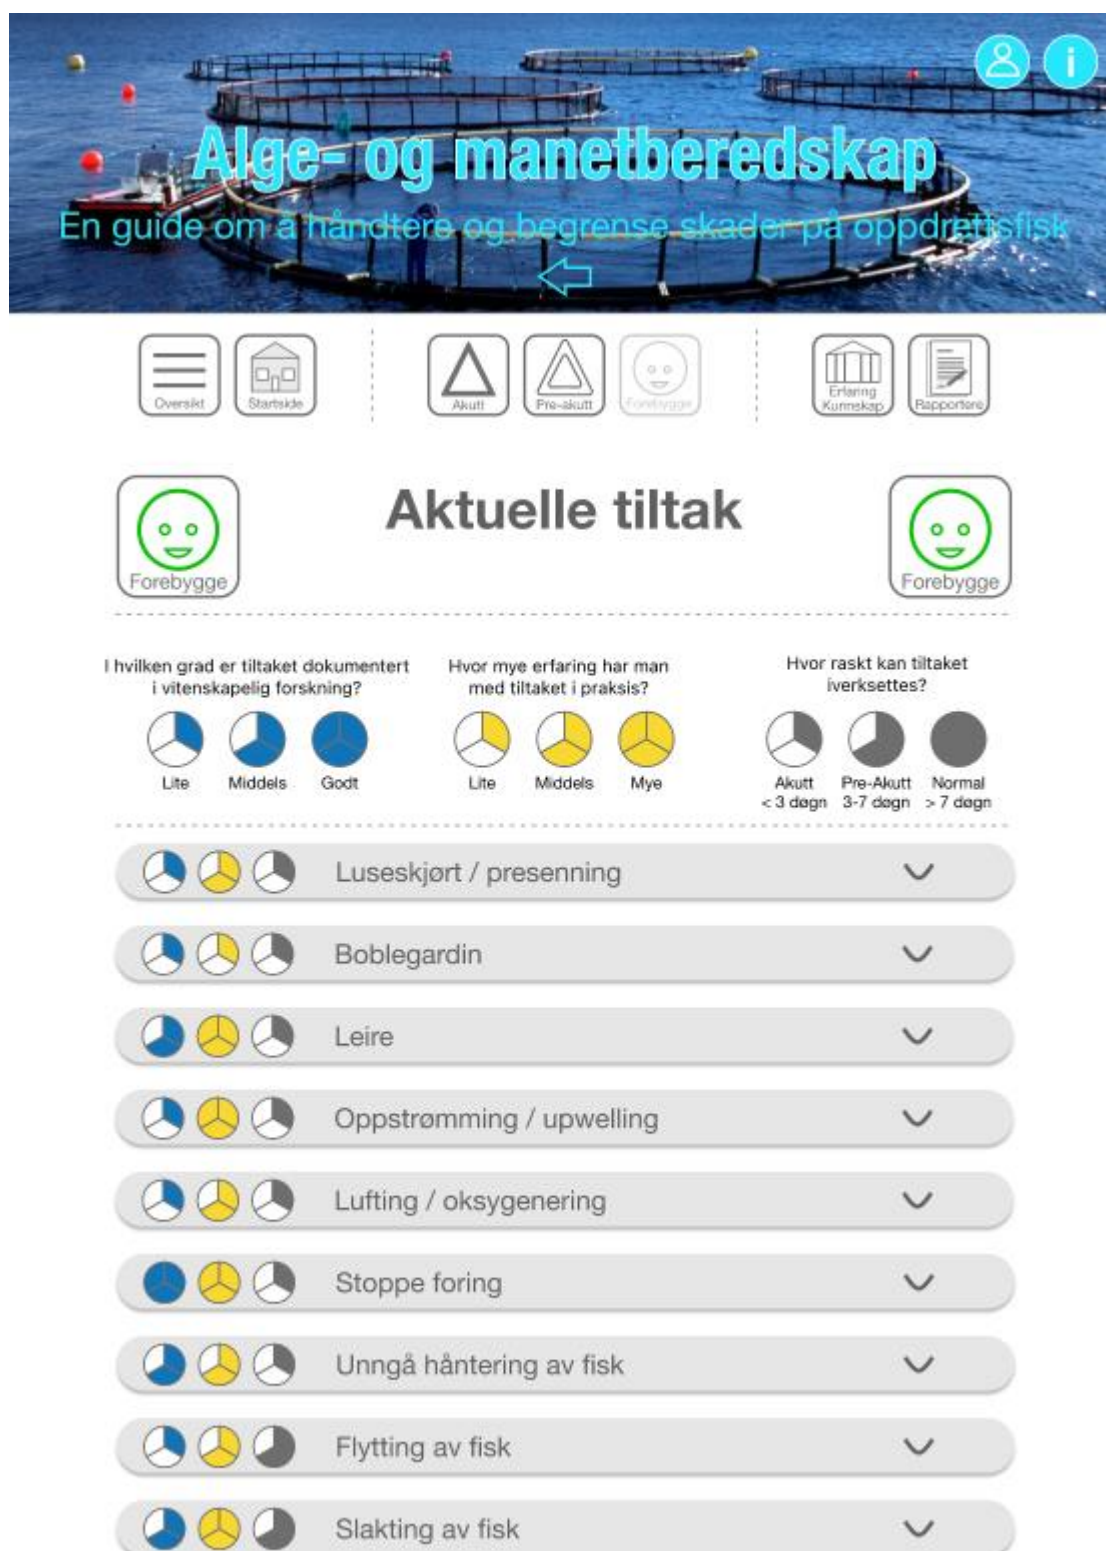 i
Alge- og manetberedskap
En guide om å håndtere og begrense skader på oppdrettsfisk
Oversikt
Startside
Akutt
Pre-akutt
Forebygge
Erfaring
Kunnskap
Rapportere
Forebygge
Aktuelle tiltak
Forebygge
I hvilken grad er tiltaket dokumentert
i vitenskapelig forskning?
Lite
Middels
Godt
Hvor mye erfaring har man
med tiltaket i praksis?
Lite
Middels
Mye
Hvor raskt kan tiltaket
iverksettes?
Akutt
< 3 døgn
Pre-Akutt
3-7 døgn
Normal
> 7 døgn
Luseskjørt / presenning
Boblegardin
Leire
Oppstrømming / upwelling
Lufting / oksygenering
Stoppe foring
Unngå håntering av fisk
Flytting av fisk
Slakting av fisk